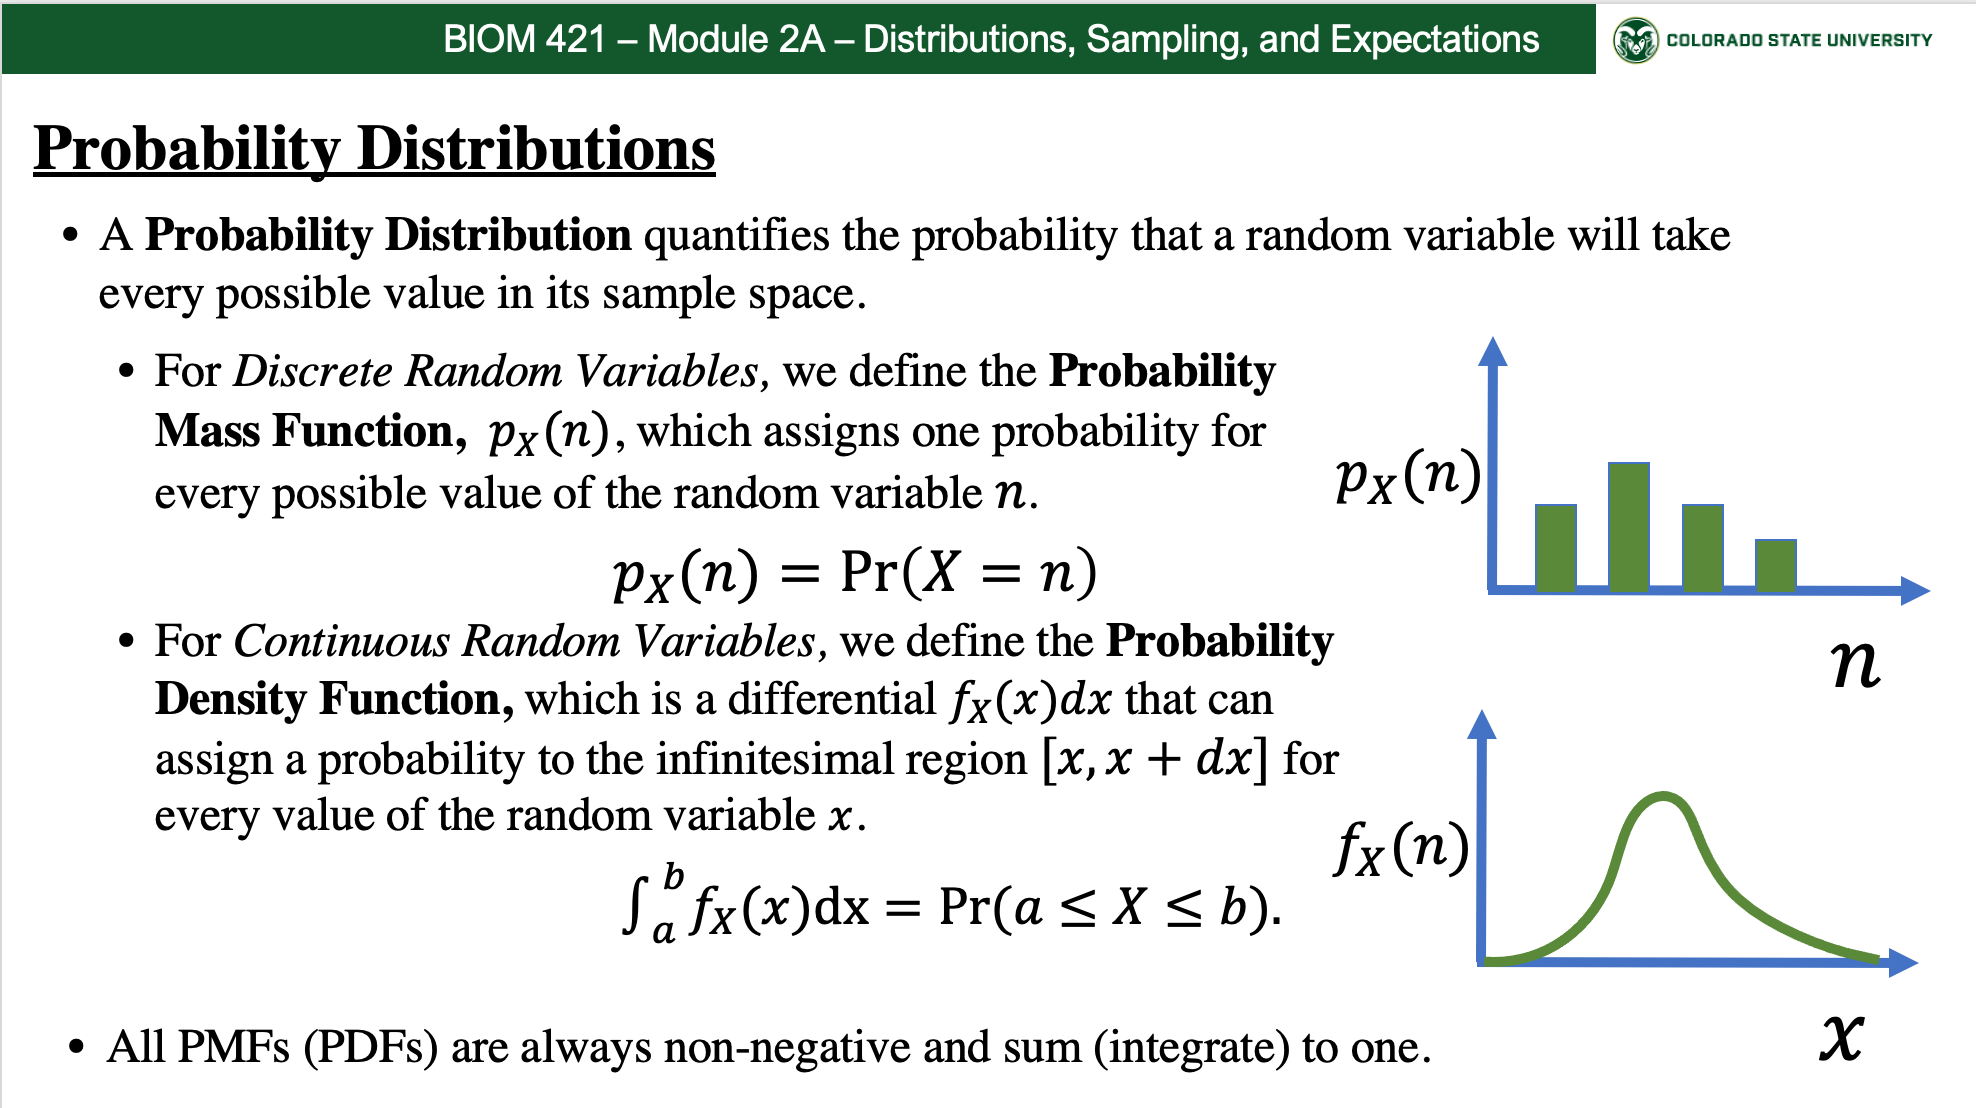 BIOM 421 – Module 2A – Distributions, Sampling, and Expectations
COLORADO STATE UNIVERSITY
Probability Distributions
• A Probability Distribution quantifies the probability that a random variable will take
every possible value in its sample space.
• For Discrete Random Variables, we define the Probability
Mass Function, p_X(n), which assigns one probability for
every possible value of the random variable n.
p_X(n) = Pr(X = n)
p_X(n)
n
• For Continuous Random Variables, we define the Probability
Density Function, which is a differential f_X(x)dx that can
assign a probability to the infinitesimal region [x, x + dx] for
every value of the random variable x.
∫_a^b f_X(x)dx = Pr(a ≤ X ≤ b).
f_X(n)
x
• All PMFs (PDFs) are always non-negative and sum (integrate) to one.